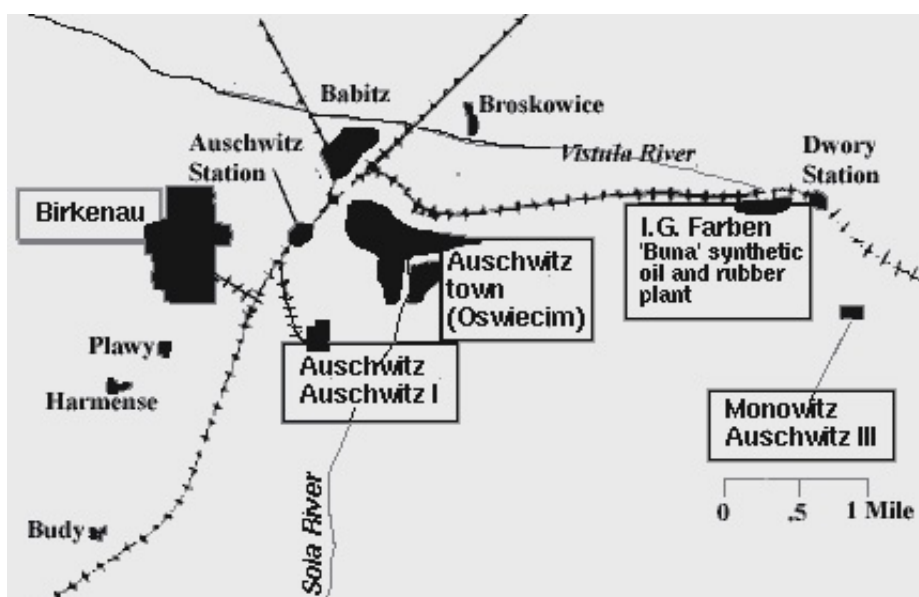 Babitz
Broskowice
Auschwitz
Station
Vistula River
Dwory
Station
Birkenau
I.G. Farben
'Buna' synthetic
oil and rubber
plant
Auschwitz
town
(Oswiecim)
Plawy
Harmense
Auschwitz
Auschwitz I
Monowitz
Auschwitz III
0 .5 1 Mile
Budy
Sola River